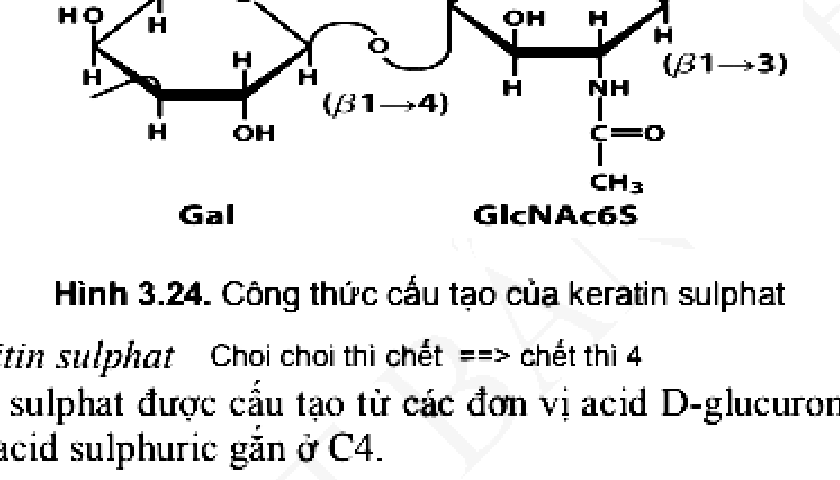 HO H OH H
H
O
H H H H
(β1→4) H NH (β1→3)
H OH
C=O
CH3
Gal GlcNAc6S
Hình 3.24. Công thức cấu tạo của keratin sulphat
itin sulphat Choi choi thì chết ==> chết thì 4
sulphat được cấu tạo từ các đơn vị acid D-glucuron
acid sulphuric gắn ở C4.